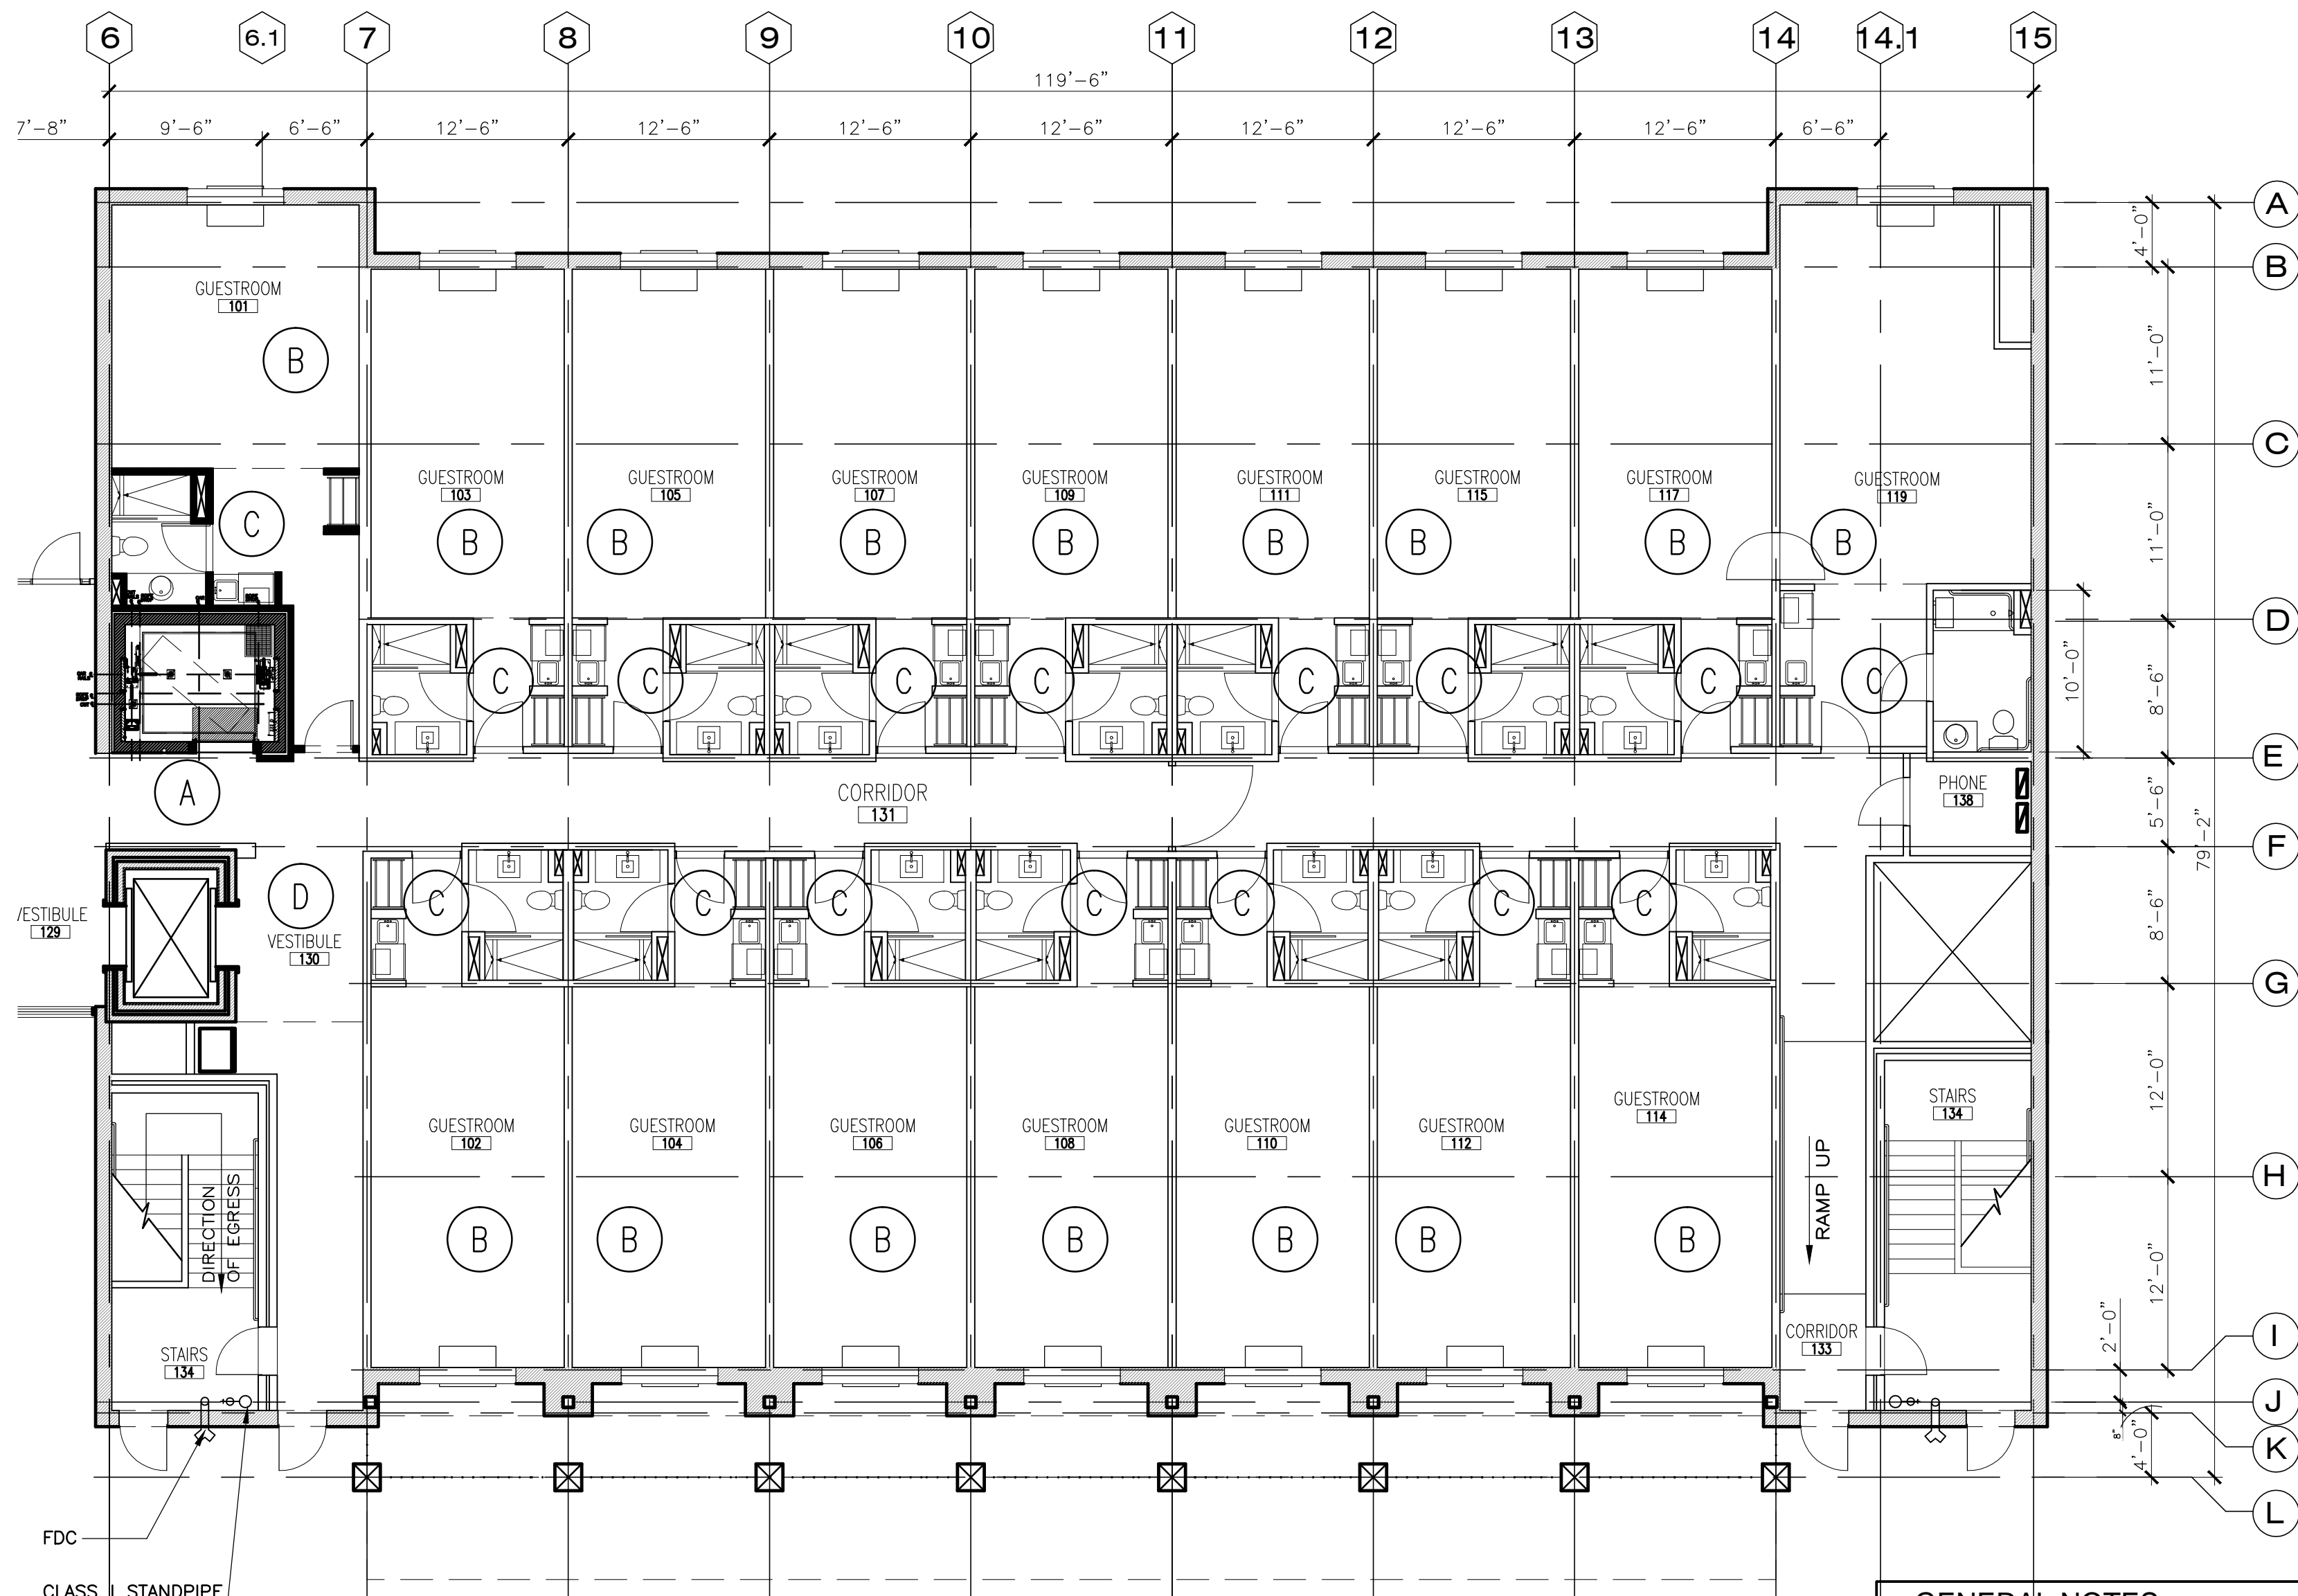 6 6.1 7 8 9 10 11 12 13 14 14.1 15
119'-6"
7'-8" 9'-6" 6'-6" 12'-6" 12'-6" 12'-6" 12'-6" 12'-6" 12'-6" 12'-6" 6'-6"
A
4'-0"
B
GUESTROOM
101
B
11'-0"
C
GUESTROOM GUESTROOM GUESTROOM GUESTROOM GUESTROOM GUESTROOM GUESTROOM GUESTROOM
103 105 107 109 111 115 117 119
C
B B B B B B B B
11'-0"
D
C C C C C C C C
10'-0"
8'-6"
E
A
CORRIDOR
131
PHONE
138
5'-6"
79'-2"
F
D
C C C C C C C
VESTIBULE
129
VESTIBULE
130
8'-6"
G
12'-0"
GUESTROOM GUESTROOM GUESTROOM GUESTROOM GUESTROOM GUESTROOM GUESTROOM
102 104 106 108 110 112 114
STAIRS
134
H
DIRECTION
OF EGRESS
B B B B B B B
RAMP UP
12'-0"
2'-0"
I
STAIRS
134
CORRIDOR
133
J
8"
4'-0"
K
L
FDC
CLASS I STANDPIPE
GENERAL NOTES